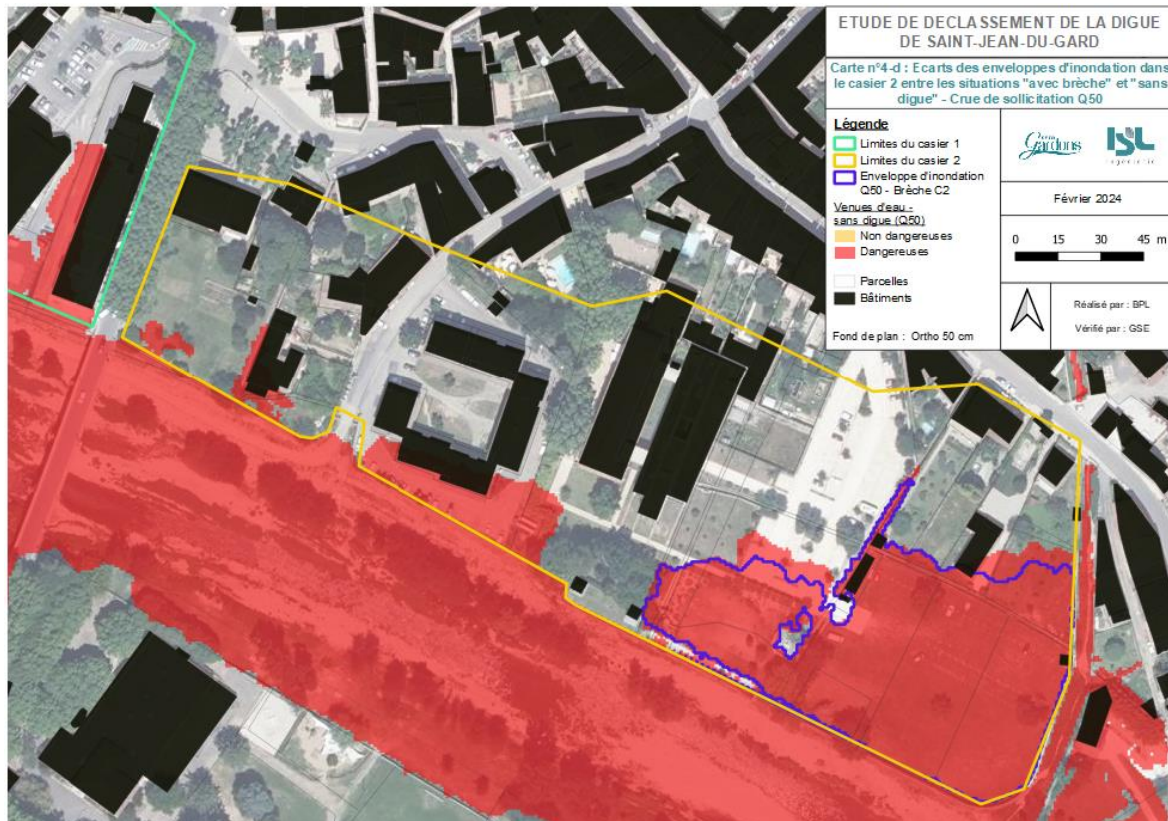 ETUDE DE DECLASSEMENT DE LA DIGUE
DE SAINT-JEAN-DU-GARD
Carte n°4-d : Ecarts des enveloppes d'inondation dans
le casier 2 entre les situations "avec brèche" et "sans
digue" - Crue de sollicitation Q50
Légende
Limites du casier 1
Limites du casier 2
Enveloppe d'inondation
Q50 - Brèche C2
Venues d'eau -
sans digue (Q50)
Non dangereuses
Dangereuses
Parcelles
Bâtiments
Fond de plan : Ortho 50 cm
Gardons
ISL
Ingénierie
Février 2024
0 15 30 45 m
Réalisé par : BPL
Vérifié par : GSE